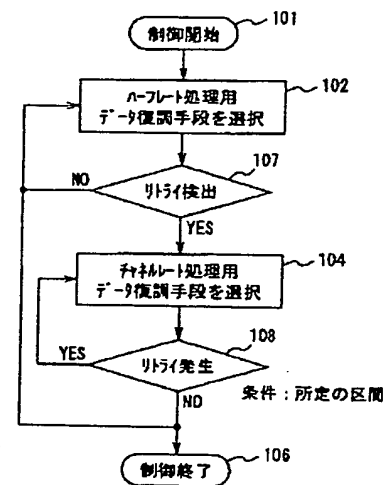 制御開始
101
ハーフレート処理用
データ復調手段を選択
102
リトライ検出
107
NO
YES
チャネルレート処理用
データ復調手段を選択
104
リトライ発生
108
YES
NO
条件：所定の区間
制御終了
106